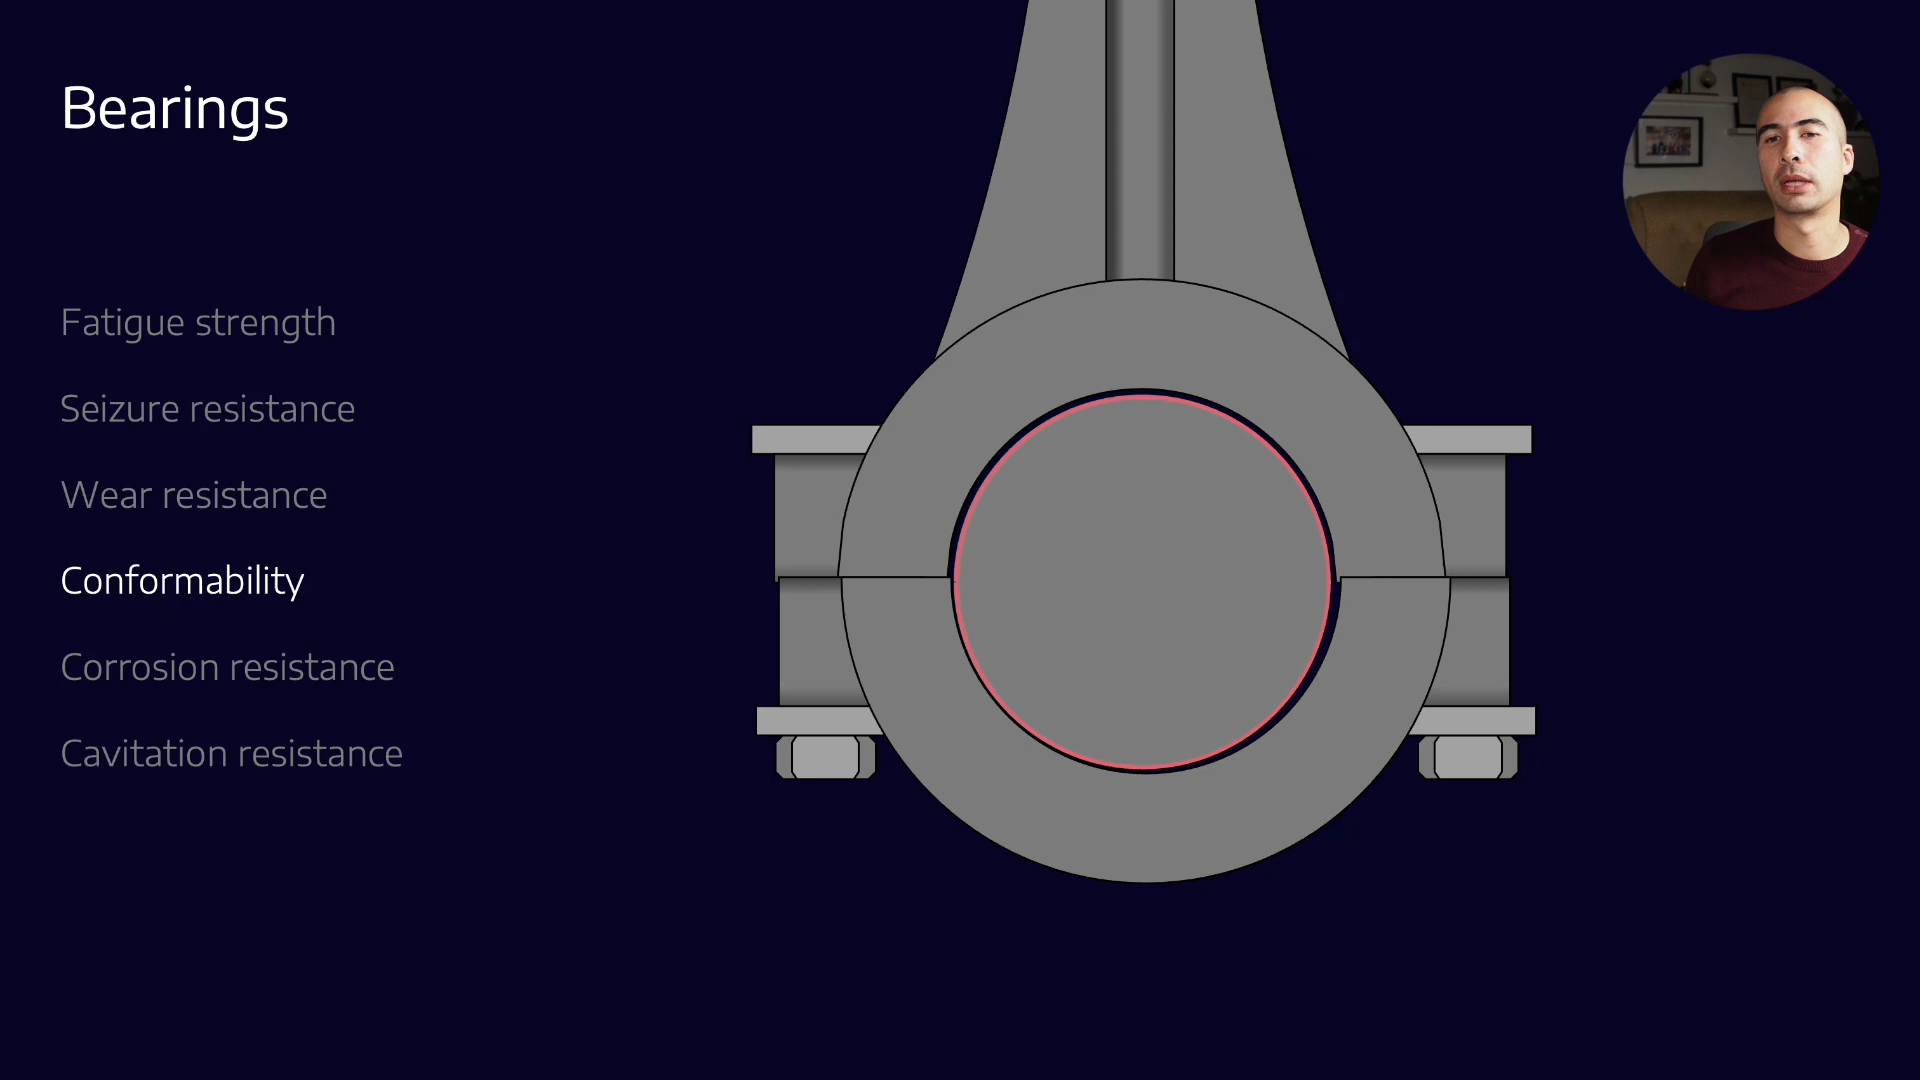 Bearings
Fatigue strength
Seizure resistance
Wear resistance
Conformability
Corrosion resistance
Cavitation resistance